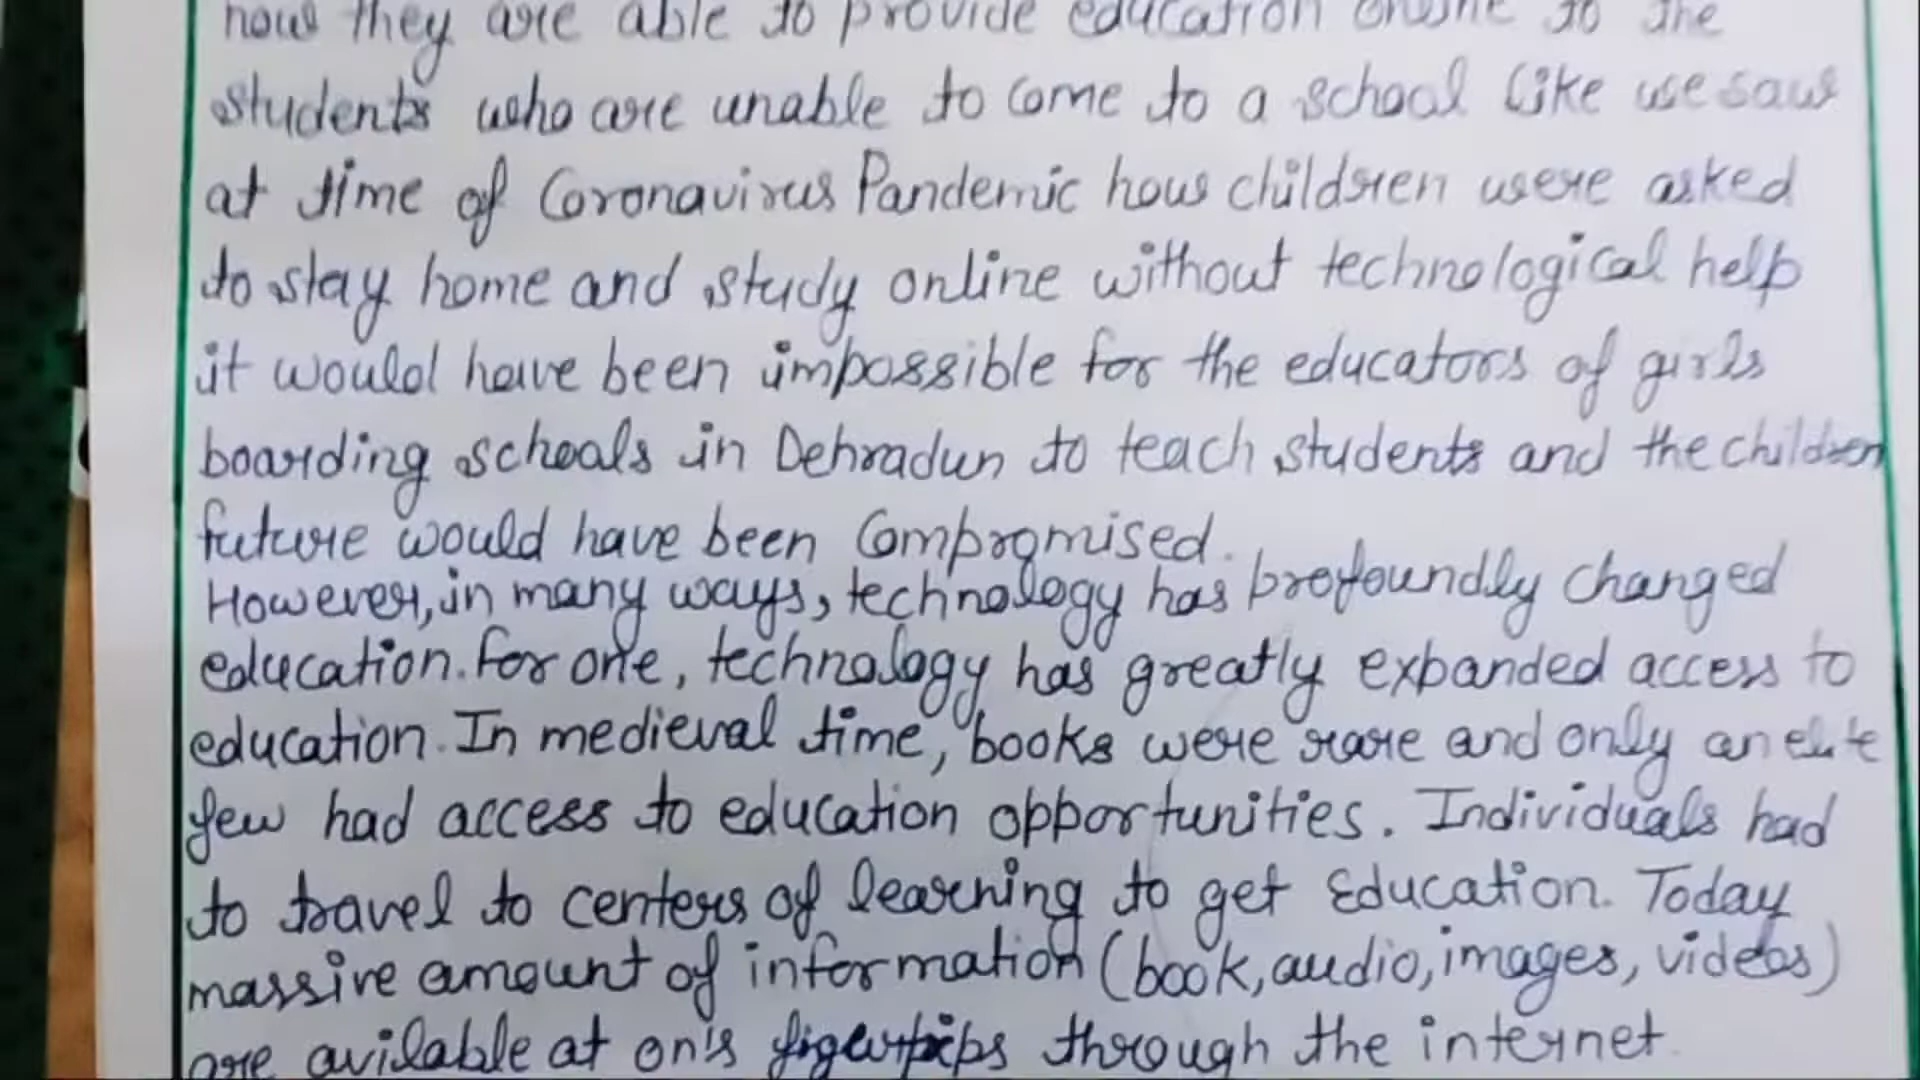 how they are able to provide education online to the
students who are unable to come to a school like we saw
at time of Coronavirus Pandemic how children were asked
to stay home and study online without technological help
it would have been impossible for the educators of girls
boarding schools in Dehradun to teach students and the children
future would have been Compromised.
However, in many ways, technology has profoundly changed
education. For one, technology has greatly expanded access to
education. In medieval time, books were rare and only an elite
few had access to education opportunities. Individuals had
to travel to centers of learning to get Education. Today
massive amount of information (book, audio, images, videos)
are avilable at on's figertips through the internet.